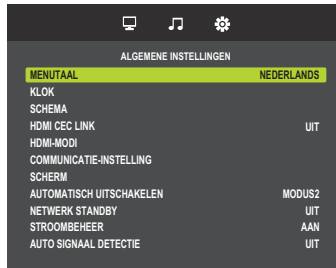 ALGEMENE INSTELLINGEN
MENUTAAL NEDERLANDS
KLOK
SCHEMA
HDMI CEC LINK UIT
HDMI-MODI
COMMUNICATIE-INSTELLING
SCHERM
AUTOMATISCH UITSCHAKELEN MODUS2
NETWERK STANDBY UIT
STROOMBEHEER AAN
AUTO SIGNAAL DETECTIE UIT